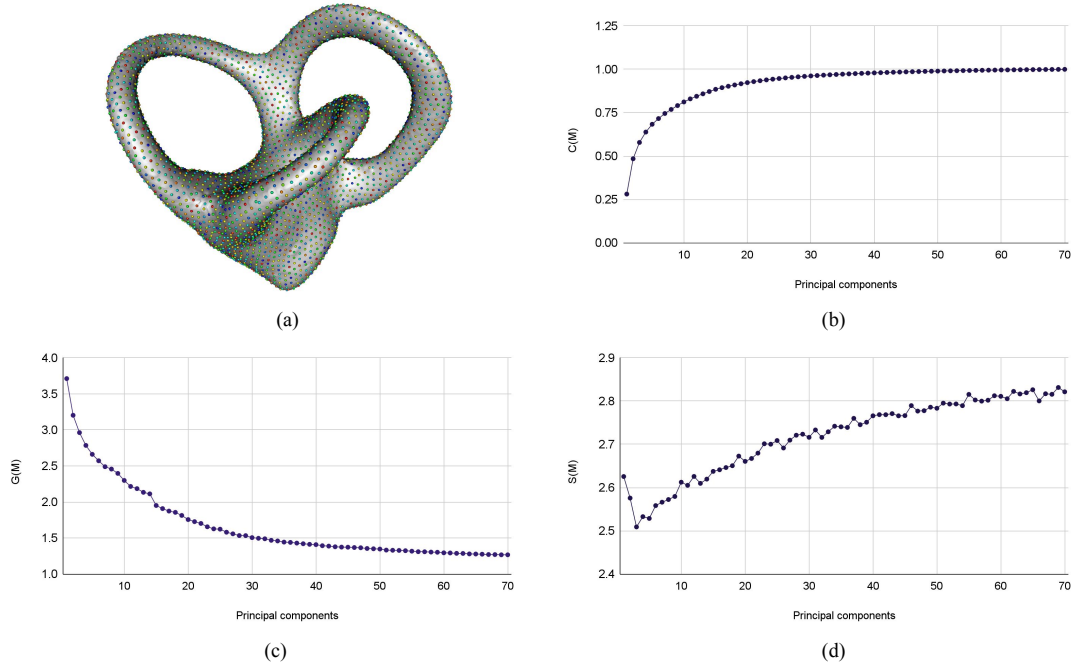 C(M)
1.25
1.00
0.75
0.50
0.25
0.00
10 20 30 40 50 60 70
Principal components
(a)
(b)
G(M)
4.0
3.5
3.0
2.5
2.0
1.5
1.0
10 20 30 40 50 60 70
Principal components
(c)
S(M)
2.9
2.8
2.7
2.6
2.5
2.4
10 20 30 40 50 60 70
Principal components
(d)